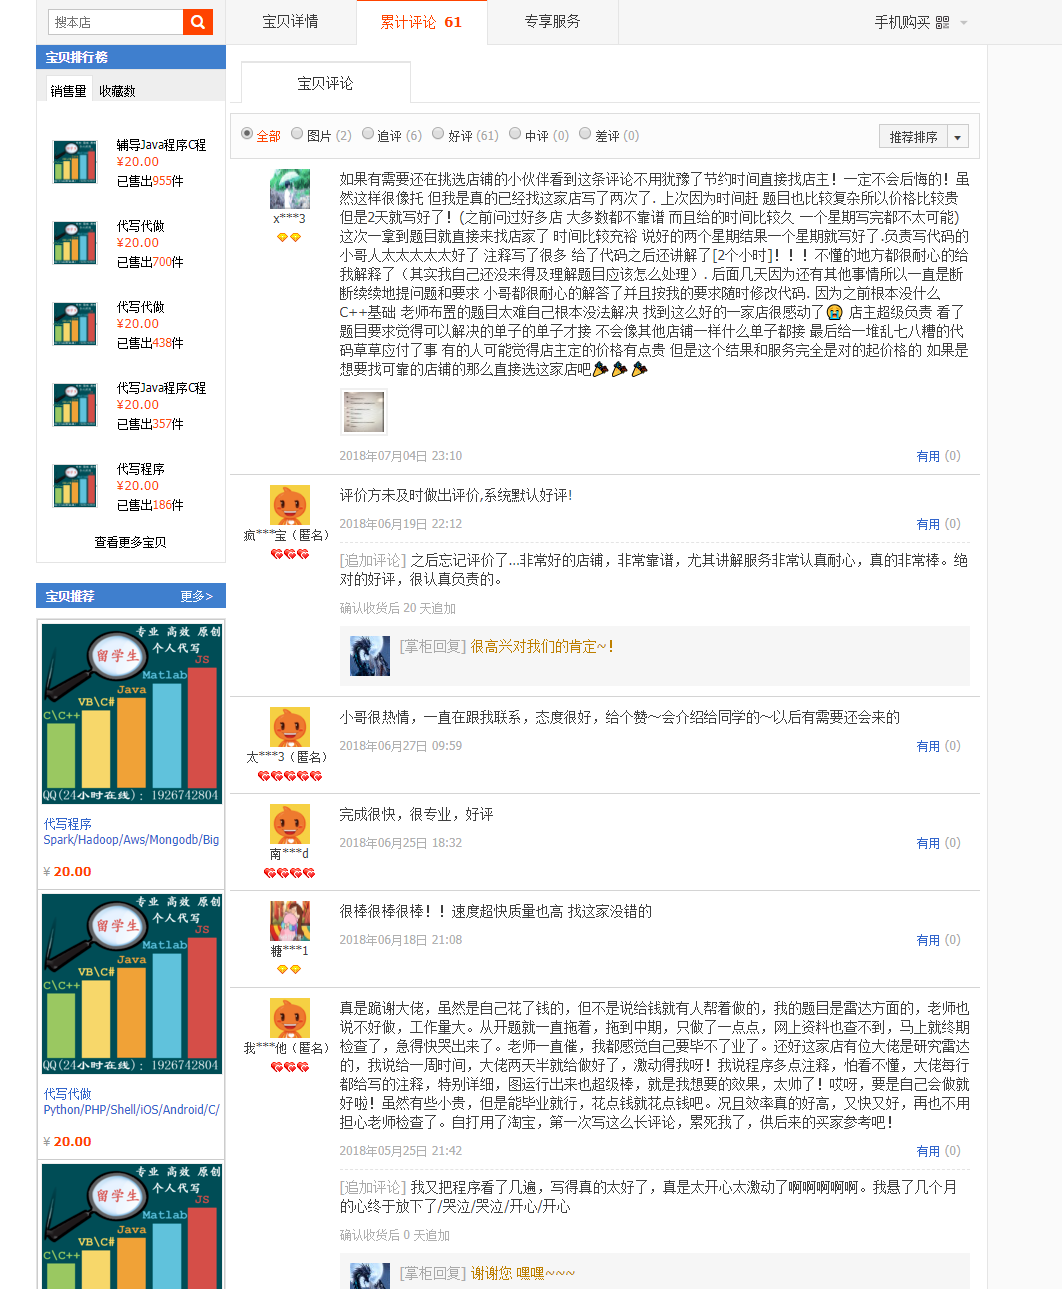 搜本店
宝贝详情
累计评论 61
专享服务
手机购买
宝贝排行榜
销售量 收藏数
辅导Java程序C程
¥20.00
已售出955件
代写代做
¥20.00
已售出700件
代写代做
¥20.00
已售出438件
代写Java程序C程
¥20.00
已售出357件
代写程序
¥20.00
已售出186件
查看更多宝贝
宝贝推荐 更多>
专业 高效 原创
个人代写
留学生
JS
Matlab
Java
VB\C#
C\C++
QQ(24小时在线): 1926742804
代写程序
Spark/Hadoop/Aws/Mongodb/Big
¥ 20.00
专业 高效 原创
个人代写
留学生
JS
Matlab
Java
VB\C#
C\C++
QQ(24小时在线): 1926742804
代写代做
Python/PHP/Shell/iOS/Android/C/
¥ 20.00
专业 高效 原创
个人代写
留学生
JS
Matlab
Java
VB\C#
C\C++
宝贝评论
全部 图片 (2) 追评 (6) 好评 (61) 中评 (0) 差评 (0)
推荐排序
x***3
如果有需要还在挑选店铺的小伙伴看到这条评论不用犹豫了节约时间直接找店主！一定不会后悔的！虽
然这样很像托 但我是真的已经找这家店写了两次了. 上次因为时间赶 题目也比较复杂所以价格比较贵
但是2天就写好了！(之前问过好多店 大多数都不靠谱 而且给的时间比较久 一个星期写完都不太可能)
这次一拿到题目就直接来找店家了 时间比较充裕 说好的两个星期结果一个星期就写好了.负责写代码的
小哥人太太太太太好了 注释写了很多 给了代码之后还讲解了[2个小时]！！！不懂的地方都很耐心的给
我解释了（其实我自己还没来得及理解题目应该怎么处理）. 后面几天因为还有其他事情所以一直是断
断续续地提问题和要求 小哥都很耐心的解答了并且按我的要求随时修改代码. 因为之前根本没什么
C++基础 老师布置的题目太难自己根本没法解决 找到这么好的一家店很感动了😭 店主超级负责 看了
题目要求觉得可以解决的单子的单子才接 不会像其他店铺一样什么单子都接 最后给一堆乱七八糟的代
码草草应付了事 有的人可能觉得店主定的价格有点贵 但是这个结果和服务完全是对的起价格的 如果是
想要找可靠的店铺的那么直接选这家店吧🎉🎉🎉
2018年07月04日 23:10 有用 (0)
疯***宝（匿名）
评价方未及时做出评价,系统默认好评!
2018年06月19日 22:12 有用 (0)
[追加评论] 之后忘记评价了...非常好的店铺，非常靠谱，尤其讲解服务非常认真耐心，真的非常棒。绝
对的好评，很认真负责的。
确认收货后 20 天追加
[掌柜回复] 很高兴对我们的肯定~！
太***3（匿名）
小哥很热情，一直在跟我联系，态度很好，给个赞～会介绍给同学的～以后有需要还会来的
2018年06月27日 09:59 有用 (0)
南***d
完成很快，很专业，好评
2018年06月25日 18:32 有用 (0)
糖***1
很棒很棒很棒！！速度超快质量也高 找这家没错的
2018年06月18日 21:08 有用 (0)
我***他（匿名）
真是跪谢大佬，虽然是自己花了钱的，但不是说给钱就有人帮着做的，我的题目是雷达方面的，老师也
说不好做，工作量大。从开题就一直拖着，拖到中期，只做了一点点，网上资料也查不到，马上就终期
检查了，急得快哭出来了。老师一直催，我都感觉自己要毕不了业了。还好这家店有位大佬是研究雷达
的，我说给一周时间，大佬两天半就给做好了，激动得我呀！我说程序多点注释，怕看不懂，大佬每行
都给写的注释，特别详细，图运行出来也超级棒，就是我想要的效果，太帅了！哎呀，要是自己会做就
好啦！虽然有些小贵，但是能毕业就行，花点钱就花点钱吧。况且效率真的好高，又快又好，再也不用
担心老师检查了。自打用了淘宝，第一次写这么长评论，累死我了，供后来的买家参考吧！
2018年05月25日 21:42 有用 (0)
[追加评论] 我又把程序看了几遍，写得真的太好了，真是太开心太激动了啊啊啊啊啊。我悬了几个月
的心终于放下了/哭泣/哭泣/开心/开心
确认收货后 0 天追加
[掌柜回复] 谢谢您 嘿嘿~~~